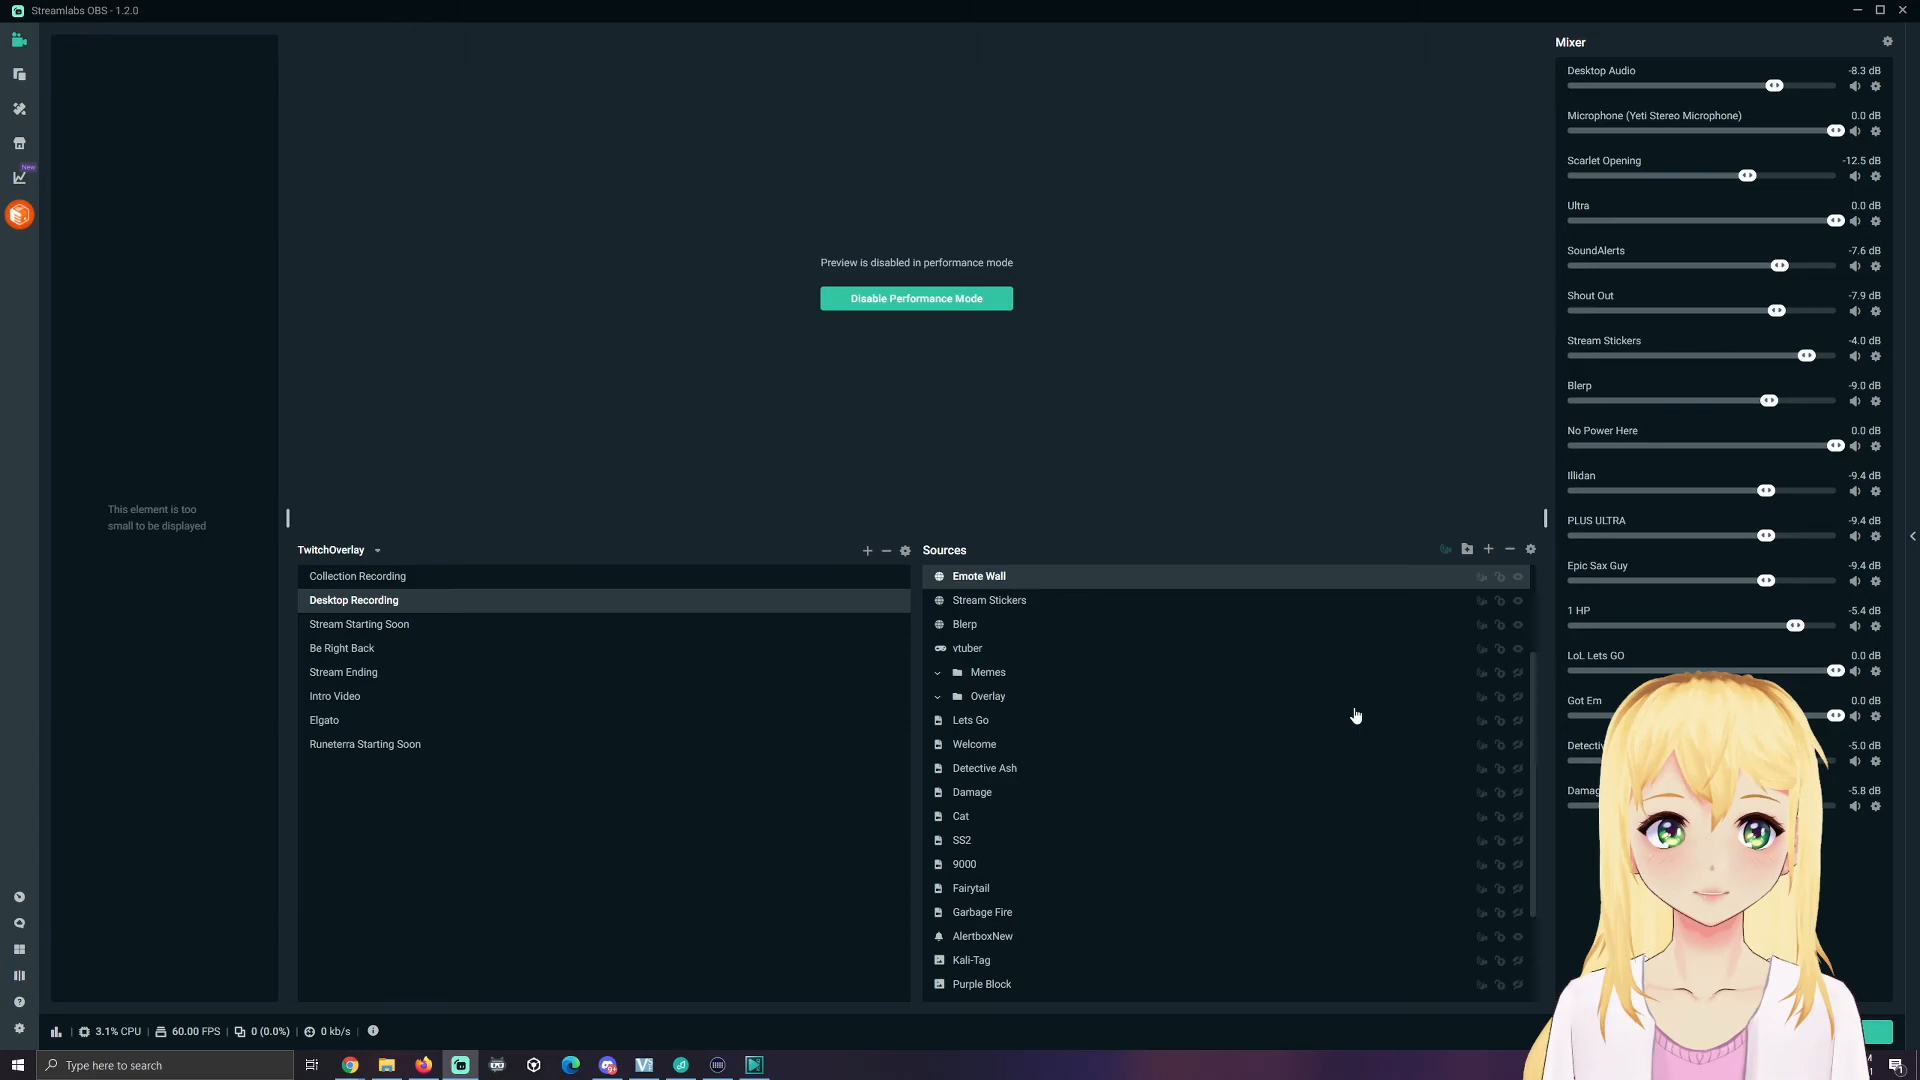 Streamlabs OBS - 1.2.0
New
This element is too
small to be displayed
Preview is disabled in performance mode
Disable Performance Mode
TwitchOverlay
Collection Recording
Desktop Recording
Stream Starting Soon
Be Right Back
Stream Ending
Intro Video
Elgato
Runeterra Starting Soon
Sources
Emote Wall
Stream Stickers
Blerp
vtuber
Memes
Overlay
Lets Go
Welcome
Detective Ash
Damage
Cat
SS2
9000
Fairytail
Garbage Fire
AlertboxNew
Kali-Tag
Purple Block
Mixer
Desktop Audio -8.3 dB
Microphone (Yeti Stereo Microphone) 0.0 dB
Scarlet Opening -12.5 dB
Ultra 0.0 dB
SoundAlerts -7.6 dB
Shout Out -7.9 dB
Stream Stickers -4.0 dB
Blerp -9.0 dB
No Power Here 0.0 dB
Illidan -9.4 dB
PLUS ULTRA -9.4 dB
Epic Sax Guy -9.4 dB
1 HP -5.4 dB
LoL Lets GO 0.0 dB
Got Em 0.0 dB
Detectiv -5.0 dB
Damag -5.8 dB
3.1% CPU 60.00 FPS 0 (0.0%) 0 kb/s
Type here to search